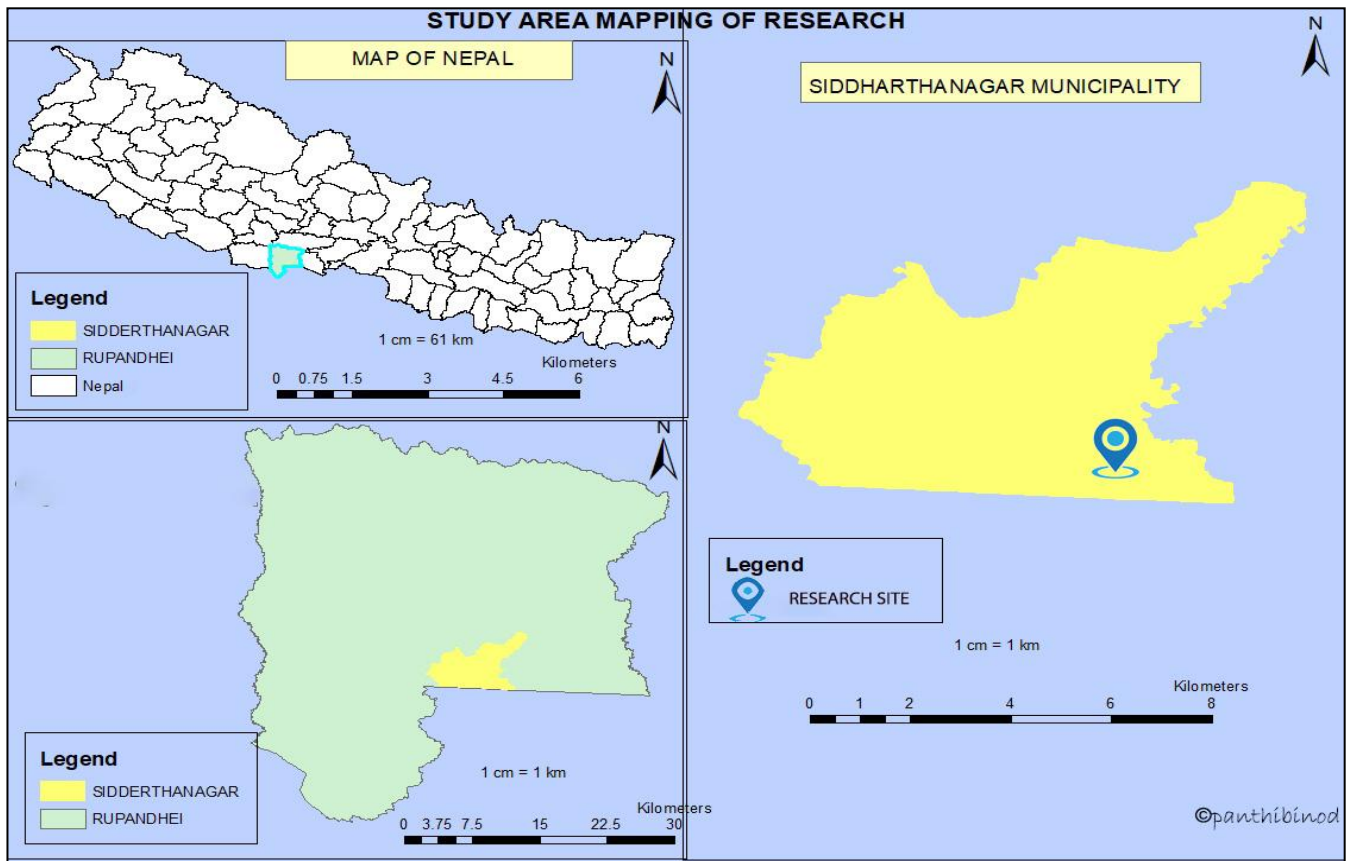 STUDY AREA MAPPING OF RESEARCH
MAP OF NEPAL
N
Legend
SIDDERTHANAGAR
RUPANDHEI
Nepal
1 cm = 61 km
Kilometers
0 0.75 1.5 3 4.5 6
N
Legend
SIDDERTHANAGAR
RUPANDHEI
1 cm = 1 km
Kilometers
0 3.75 7.5 15 22.5 30
N
SIDDHARTHANAGAR MUNICIPALITY
Legend
RESEARCH SITE
1 cm = 1 km
Kilometers
0 1 2 4 6 8
©panthibinod